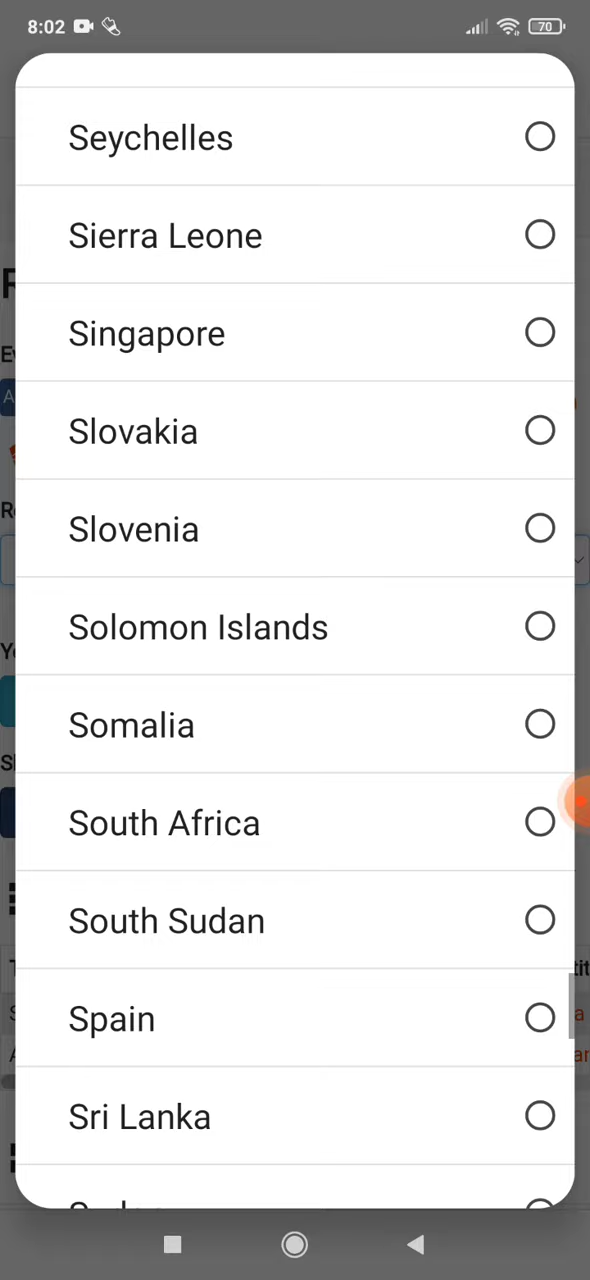 8:02
70
Seychelles
Sierra Leone
Singapore
Slovakia
Slovenia
Solomon Islands
Somalia
South Africa
South Sudan
Spain
Sri Lanka